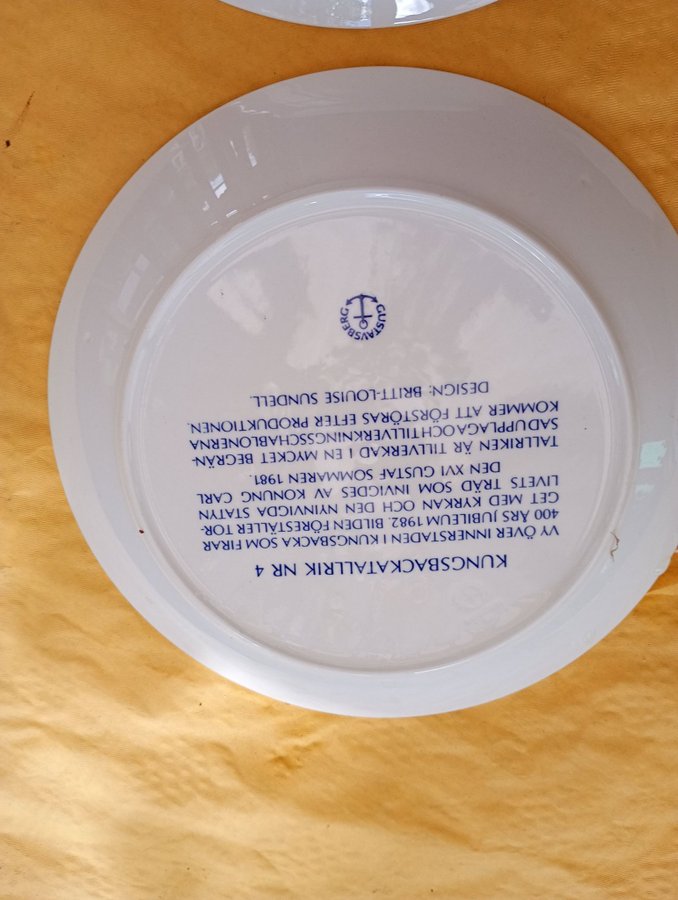 KUNGSBACKATALLRIK NR 4
VY ÖVER INNERSTADEN I KUNGSBACKA SOM FIRAR
400 ÅRS JUBILEUM 1982. BILDEN FÖRESTÄLLER TOR-
GET MED KYRKAN OCH DEN NYINVIGDA STATYN
LIVETS TRÄD SOM INVIGDES AV KONUNG CARL
DEN XVI GUSTAF SOMMAREN 1981.
TALLRIKEN ÄR TILLVERKAD I EN MYCKET BEGRÄN-
SAD UPPLAGA OCH TILLVERKNINGSSCHABLONERNA
KOMMER ATT FÖRSTÖRAS EFTER PRODUKTIONEN.
DESIGN: BRITT-LOUISE SUNDELL.
GUSTAVSBERG